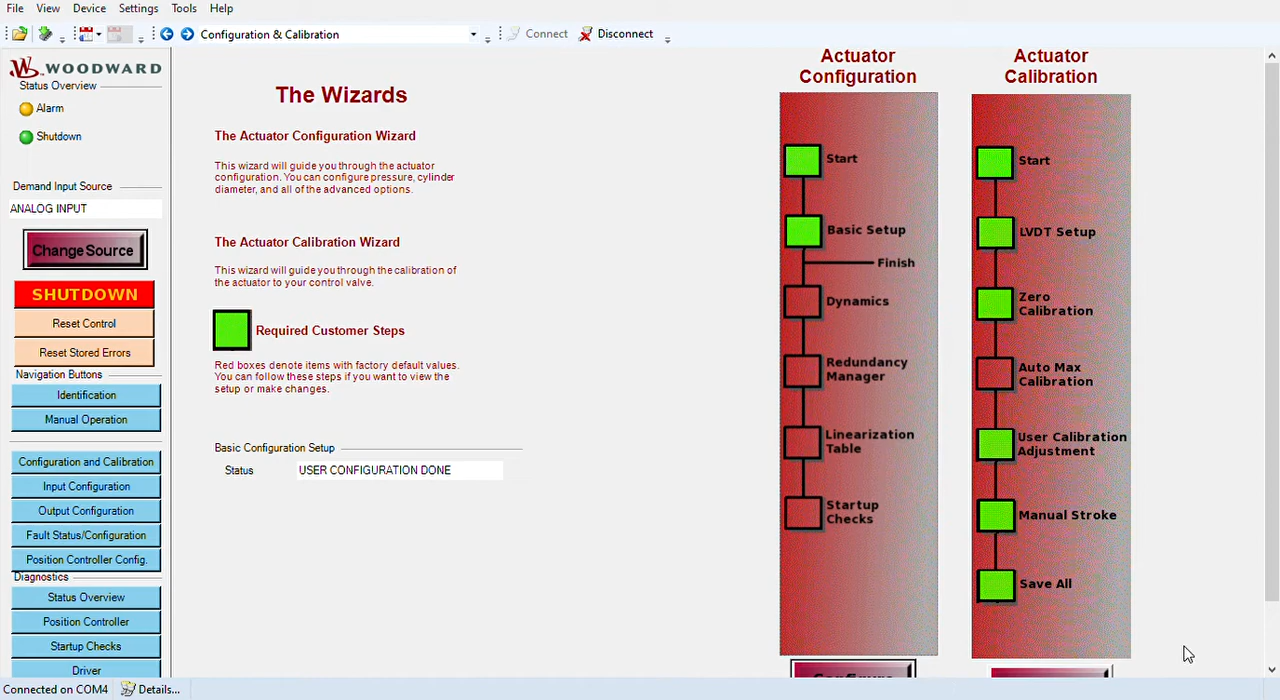 File View Device Settings Tools Help
Configuration & Calibration Connect Disconnect
WOODWARD
Status Overview
Alarm
Shutdown
Demand Input Source
ANALOG INPUT
Change Source
SHUTDOWN
Reset Control
Reset Stored Errors
Navigation Buttons
Identification
Manual Operation
Configuration and Calibration
Input Configuration
Output Configuration
Fault Status/Configuration
Position Controller Config.
Diagnostics
Status Overview
Position Controller
Startup Checks
Driver
The Wizards
The Actuator Configuration Wizard
This wizard will guide you through the actuator
configuration. You can configure pressure, cylinder
diameter, and all of the advanced options.
The Actuator Calibration Wizard
This wizard will guide you through the calibration of
the actuator to your control valve.
Required Customer Steps
Red boxes denote items with factory default values.
You can follow these steps if you want to view the
setup or make changes.
Basic Configuration Setup
Status USER CONFIGURATION DONE
Actuator
Configuration
Start
Basic Setup
Finish
Dynamics
Redundancy
Manager
Linearization
Table
Startup
Checks
Actuator
Calibration
Start
LVDT Setup
Zero
Calibration
Auto Max
Calibration
User Calibration
Adjustment
Manual Stroke
Save All
Connected on COM4 Details...